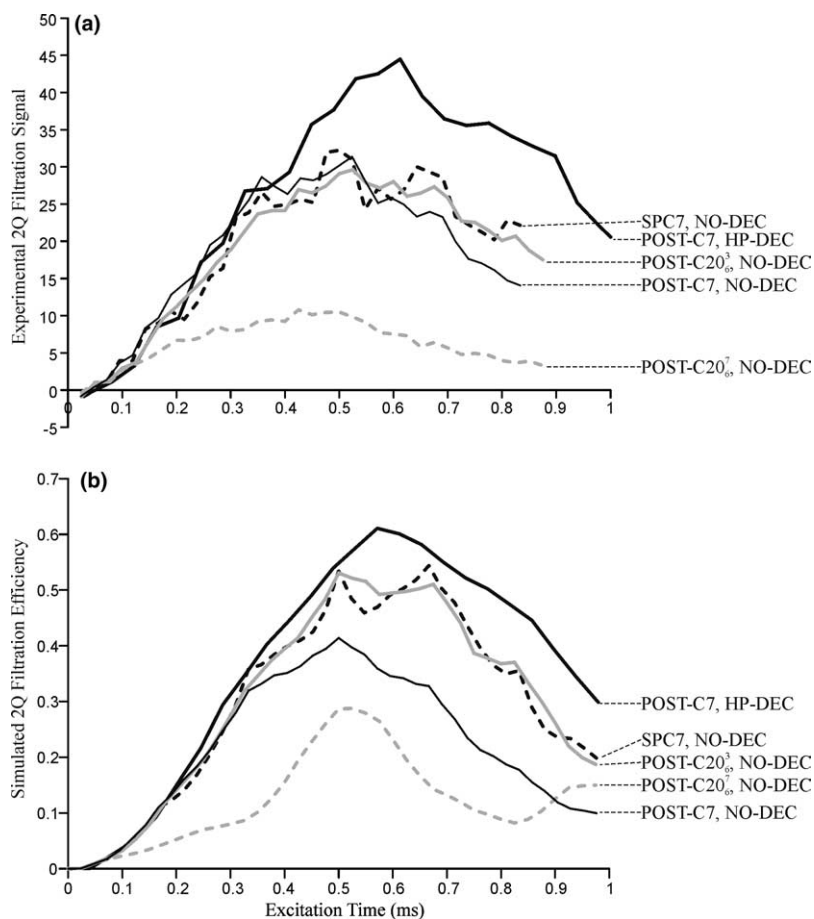 (a)
50
45
40
35
30
25
20
15
10
5
0
-5
Experimental 2Q Filtration Signal
0 0.1 0.2 0.3 0.4 0.5 0.6 0.7 0.8 0.9 1
SPC7, NO-DEC
POST-C7, HP-DEC
POST-C20³₆, NO-DEC
POST-C7, NO-DEC
POST-C20⁷₆, NO-DEC
(b)
0.7
0.6
0.5
0.4
0.3
0.2
0.1
0
Simulated 2Q Filtration Efficiency
POST-C7, HP-DEC
SPC7, NO-DEC
POST-C20³₆, NO-DEC
POST-C20⁷₆, NO-DEC
POST-C7, NO-DEC
0 0.1 0.2 0.3 0.4 0.5 0.6 0.7 0.8 0.9 1
Excitation Time (ms)